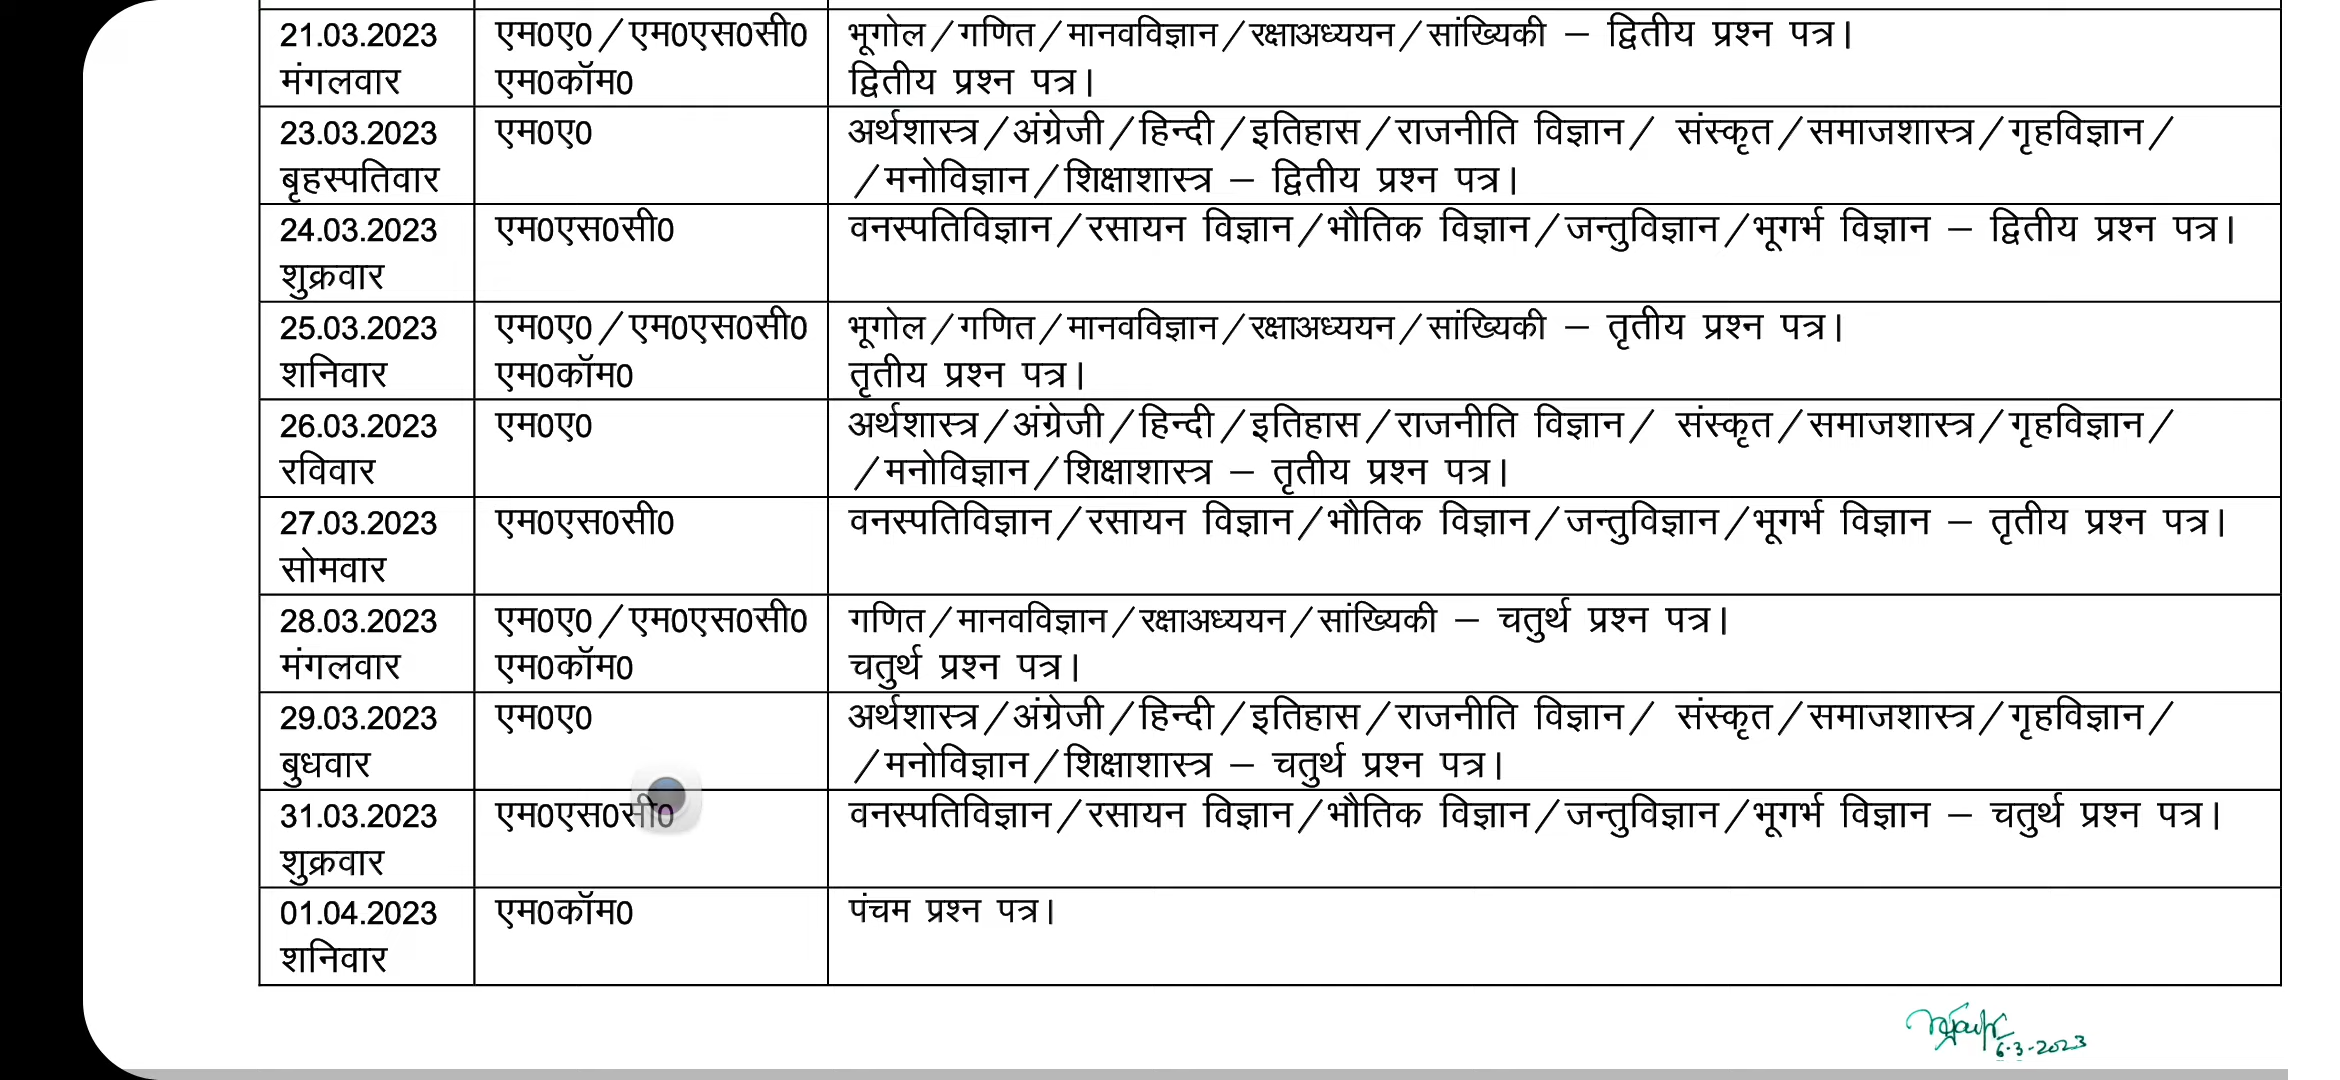 21.03.2023 एम0ए0/एम0एस0सी0 भूगोल/गणित/मानवविज्ञान/रक्षाअध्ययन/सांख्यिकी – द्वितीय प्रश्न पत्र।
मंगलवार एम0कॉम0 द्वितीय प्रश्न पत्र।
23.03.2023 एम0ए0 अर्थशास्त्र/अंग्रेजी/हिन्दी/इतिहास/राजनीति विज्ञान/ संस्कृत/समाजशास्त्र/गृहविज्ञान/
बृहस्पतिवार /मनोविज्ञान/शिक्षाशास्त्र – द्वितीय प्रश्न पत्र।
24.03.2023 एम0एस0सी0 वनस्पतिविज्ञान/रसायन विज्ञान/भौतिक विज्ञान/जन्तुविज्ञान/भूगर्भ विज्ञान – द्वितीय प्रश्न पत्र।
शुक्रवार
25.03.2023 एम0ए0/एम0एस0सी0 भूगोल/गणित/मानवविज्ञान/रक्षाअध्ययन/सांख्यिकी – तृतीय प्रश्न पत्र।
शनिवार एम0कॉम0 तृतीय प्रश्न पत्र।
26.03.2023 एम0ए0 अर्थशास्त्र/अंग्रेजी/हिन्दी/इतिहास/राजनीति विज्ञान/ संस्कृत/समाजशास्त्र/गृहविज्ञान/
रविवार /मनोविज्ञान/शिक्षाशास्त्र – तृतीय प्रश्न पत्र।
27.03.2023 एम0एस0सी0 वनस्पतिविज्ञान/रसायन विज्ञान/भौतिक विज्ञान/जन्तुविज्ञान/भूगर्भ विज्ञान – तृतीय प्रश्न पत्र।
सोमवार
28.03.2023 एम0ए0/एम0एस0सी0 गणित/मानवविज्ञान/रक्षाअध्ययन/सांख्यिकी – चतुर्थ प्रश्न पत्र।
मंगलवार एम0कॉम0 चतुर्थ प्रश्न पत्र।
29.03.2023 एम0ए0 अर्थशास्त्र/अंग्रेजी/हिन्दी/इतिहास/राजनीति विज्ञान/ संस्कृत/समाजशास्त्र/गृहविज्ञान/
बुधवार /मनोविज्ञान/शिक्षाशास्त्र – चतुर्थ प्रश्न पत्र।
31.03.2023 एम0एस0सी0 वनस्पतिविज्ञान/रसायन विज्ञान/भौतिक विज्ञान/जन्तुविज्ञान/भूगर्भ विज्ञान – चतुर्थ प्रश्न पत्र।
शुक्रवार
01.04.2023 एम0कॉम0 पंचम प्रश्न पत्र।
शनिवार
6-3-2023